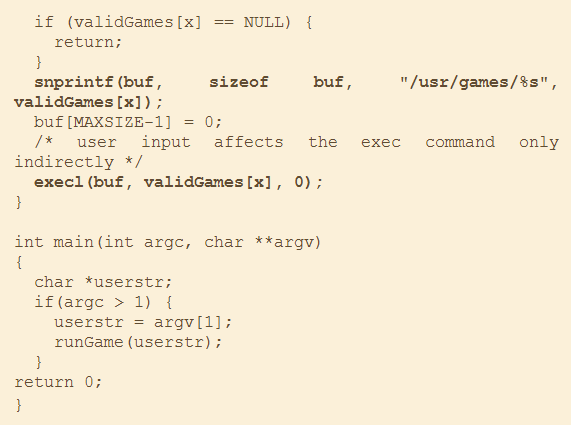 if (validGames[x] == NULL) {
return;
}
snprintf(buf, sizeof buf, "/usr/games/%s",
validGames[x]);
buf[MAXSIZE-1] = 0;
/* user input affects the exec command only
indirectly */
execl(buf, validGames[x], 0);
}
int main(int argc, char **argv)
{
char *userstr;
if(argc > 1) {
userstr = argv[1];
runGame(userstr);
}
return 0;
}